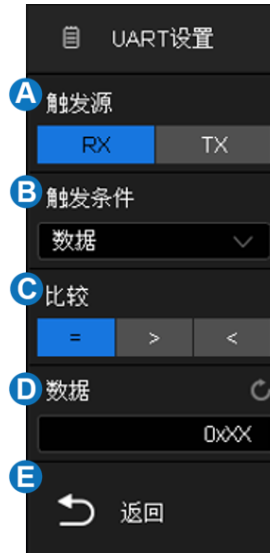 UART设置
A
触发源
RX TX
B
触发条件
数据
C
比较
= > <
D
数据
0xXX
E
返回